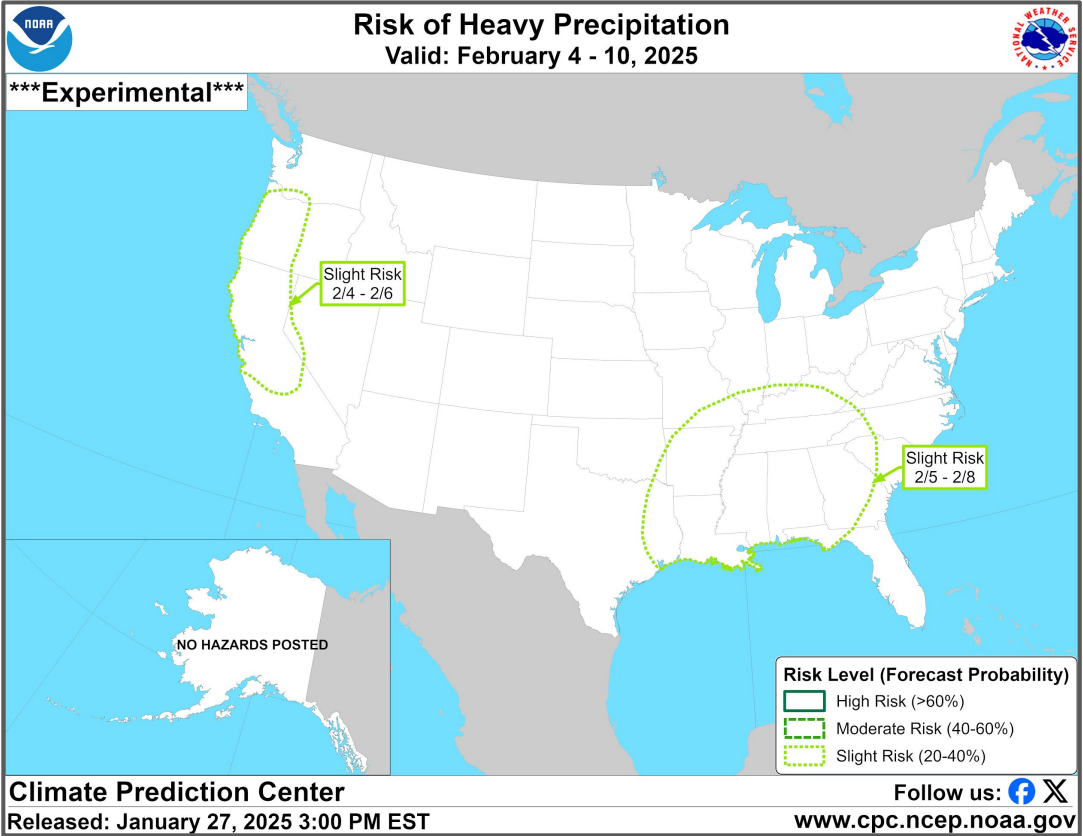 NOAA
Risk of Heavy Precipitation
Valid: February 4 - 10, 2025
NATIONAL WEATHER SERVICE
***Experimental***
Slight Risk
2/4 - 2/6
Slight Risk
2/5 - 2/8
NO HAZARDS POSTED
Risk Level (Forecast Probability)
High Risk (>60%)
Moderate Risk (40-60%)
Slight Risk (20-40%)
Climate Prediction Center
Follow us:
Released: January 27, 2025 3:00 PM EST
www.cpc.ncep.noaa.gov